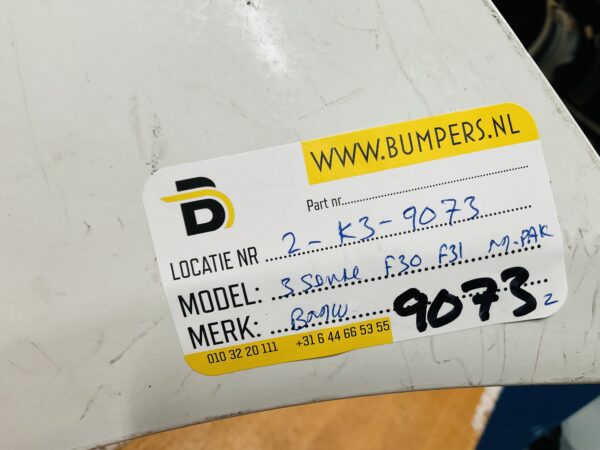 WWW.BUMPERS.NL
B
Part nr.
LOCATIE NR 2-K3-9073
MODEL: 3 F30 F31 M-PAK
MERK: BMW 9073 2
010 32 20 111 +31 6 44 66 53 55